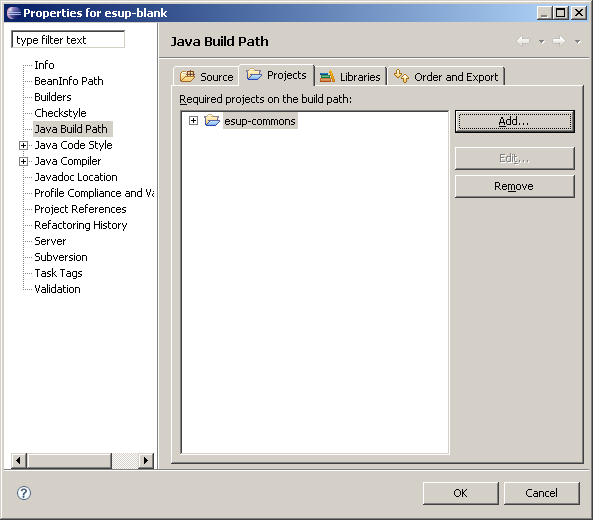 Properties for esup-blank
type filter text
Info
BeanInfo Path
Builders
Checkstyle
Java Build Path
Java Code Style
Java Compiler
Javadoc Location
Profile Compliance and Va
Project References
Refactoring History
Server
Subversion
Task Tags
Validation
Java Build Path
Source Projects Libraries Order and Export
Required projects on the build path:
esup-commons
Add...
Edit...
Remove
OK Cancel